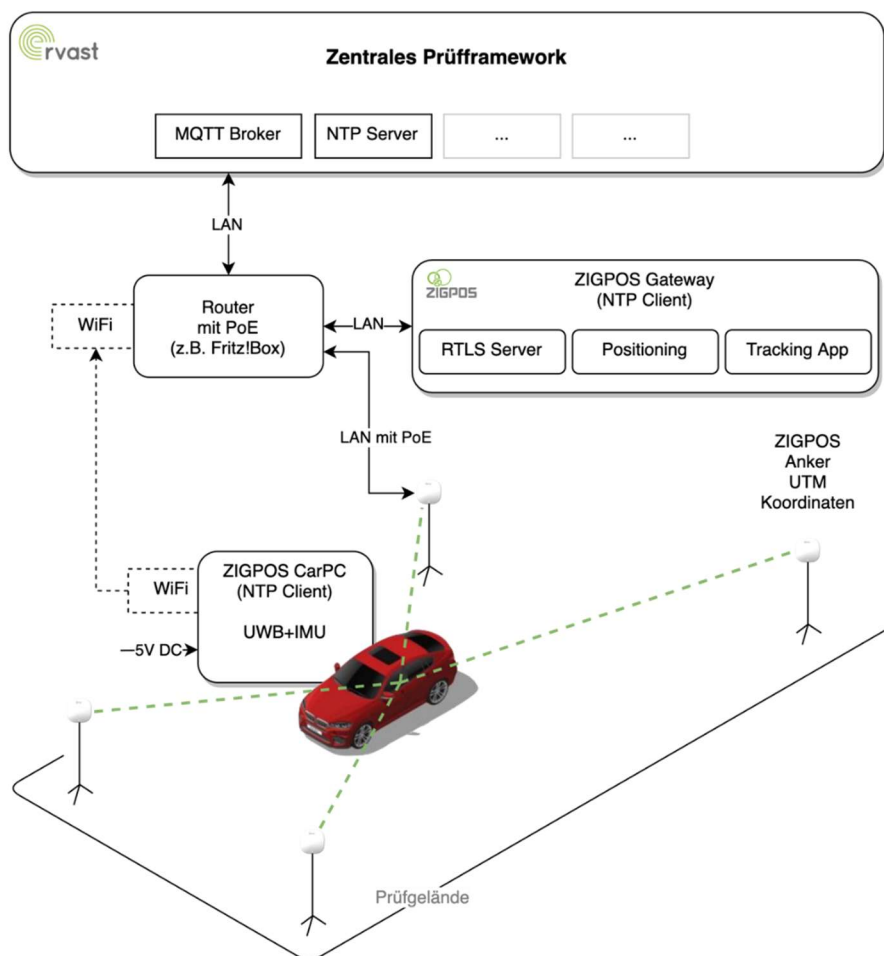 ervast
Zentrales Prüfframework
MQTT Broker
NTP Server
...
...
LAN
Router
mit PoE
(z.B. Fritz!Box)
WiFi
LAN
ZIGPOS
ZIGPOS Gateway
(NTP Client)
RTLS Server
Positioning
Tracking App
LAN mit PoE
ZIGPOS
Anker
UTM
Koordinaten
WiFi
ZIGPOS CarPC
(NTP Client)
UWB+IMU
5V DC
Prüfgelände